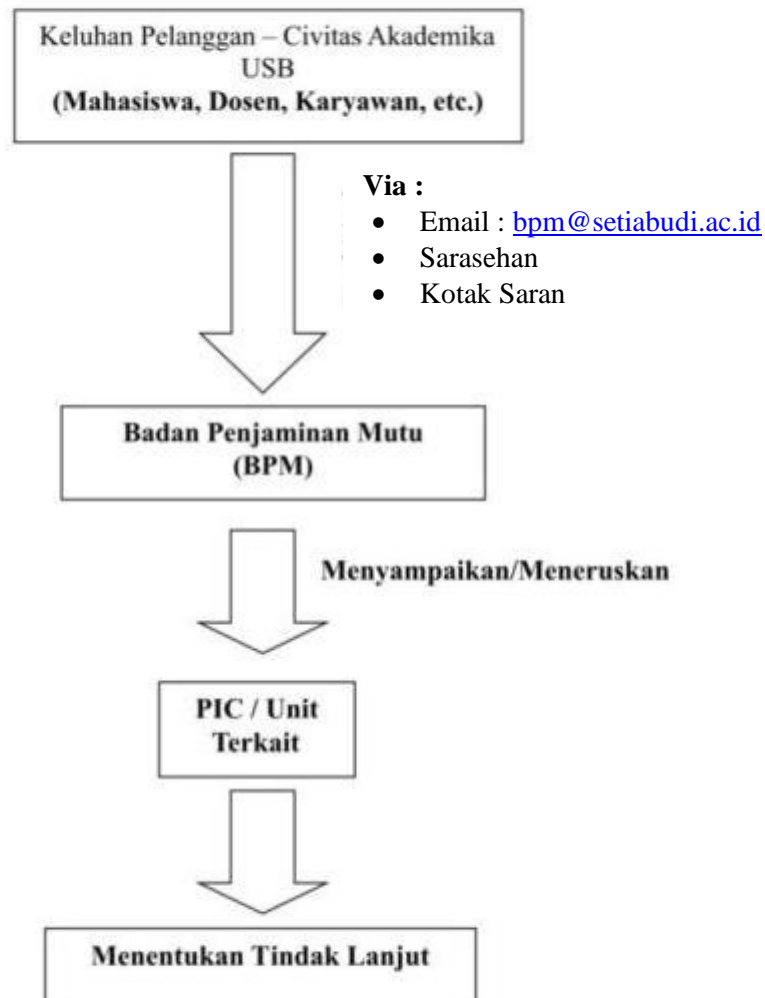 Keluhan Pelanggan – Civitas Akademika
USB
(Mahasiswa, Dosen, Karyawan, etc.)
Via :
• Email : bpm@setiabudi.ac.id
• Sarasehan
• Kotak Saran
Badan Penjaminan Mutu
(BPM)
Menyampaikan/Meneruskan
PIC / Unit
Terkait
Menentukan Tindak Lanjut